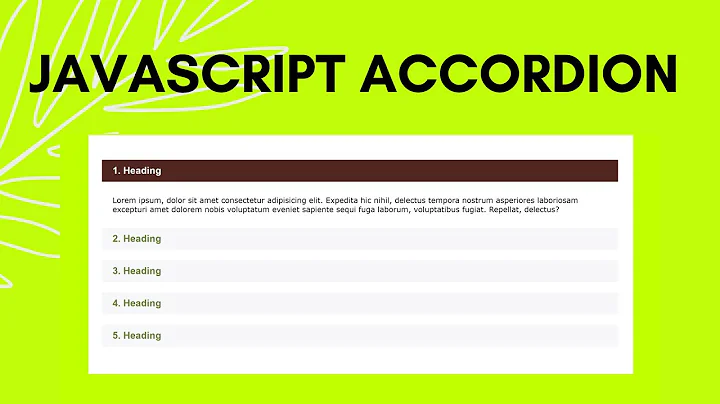 JAVASCRIPT ACCORDION
1. Heading
Lorem ipsum, dolor sit amet consectetur adipisicing elit. Expedita hic nihil, delectus tempora nostrum asperiores laboriosam
excepturi amet dolorem nobis voluptatum eveniet sapiente sequi fuga laborum, voluptatibus fugiat. Repellat, delectus?
2. Heading
3. Heading
4. Heading
5. Heading